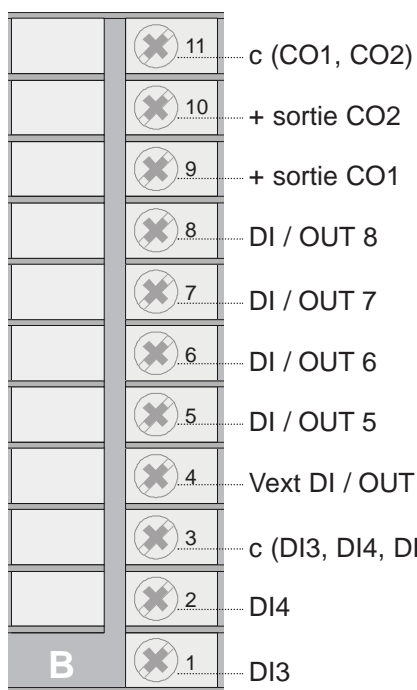 11 c (CO1, CO2)
10 + sortie CO2
9 + sortie CO1
8 DI / OUT 8
7 DI / OUT 7
6 DI / OUT 6
5 DI / OUT 5
4 Vext DI / OUT
3 c (DI3, DI4,
2 DI4
B 1 DI3